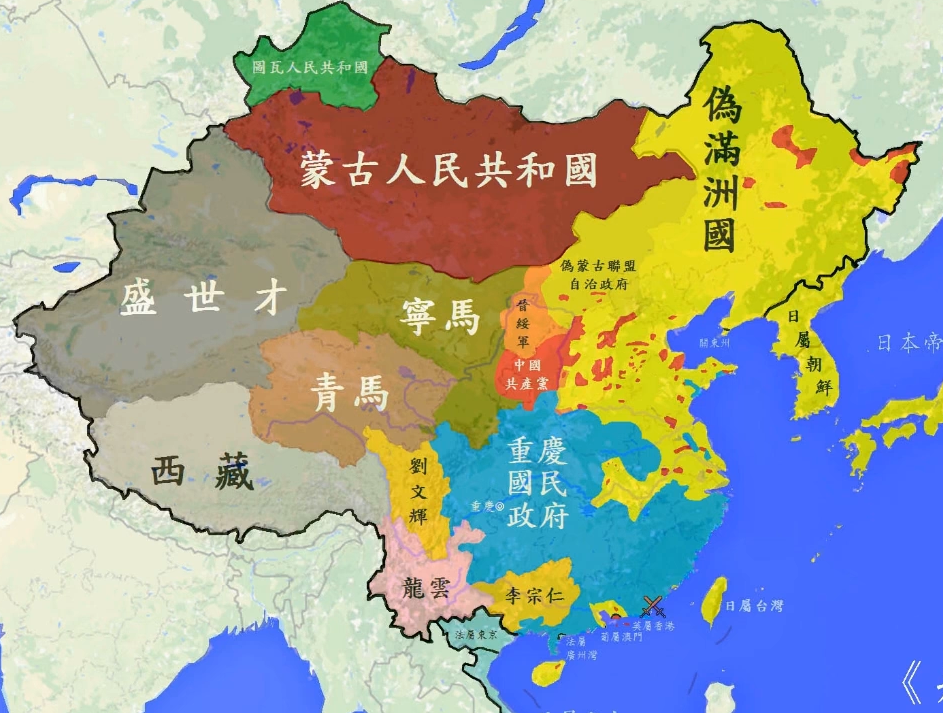 圖瓦人民共和國
蒙古人民共和國
偽滿洲國
偽蒙古聯盟
自治政府
盛世才
寧馬
晉綏軍
中國
共產黨
青馬
關東州
日屬朝鮮
日本帝
西藏
劉文輝
重慶
國民
政府
重慶
龍雲
李宗仁
日屬台灣
英屬香港
葡屬澳門
法屬東京
法屬
廣州灣
《